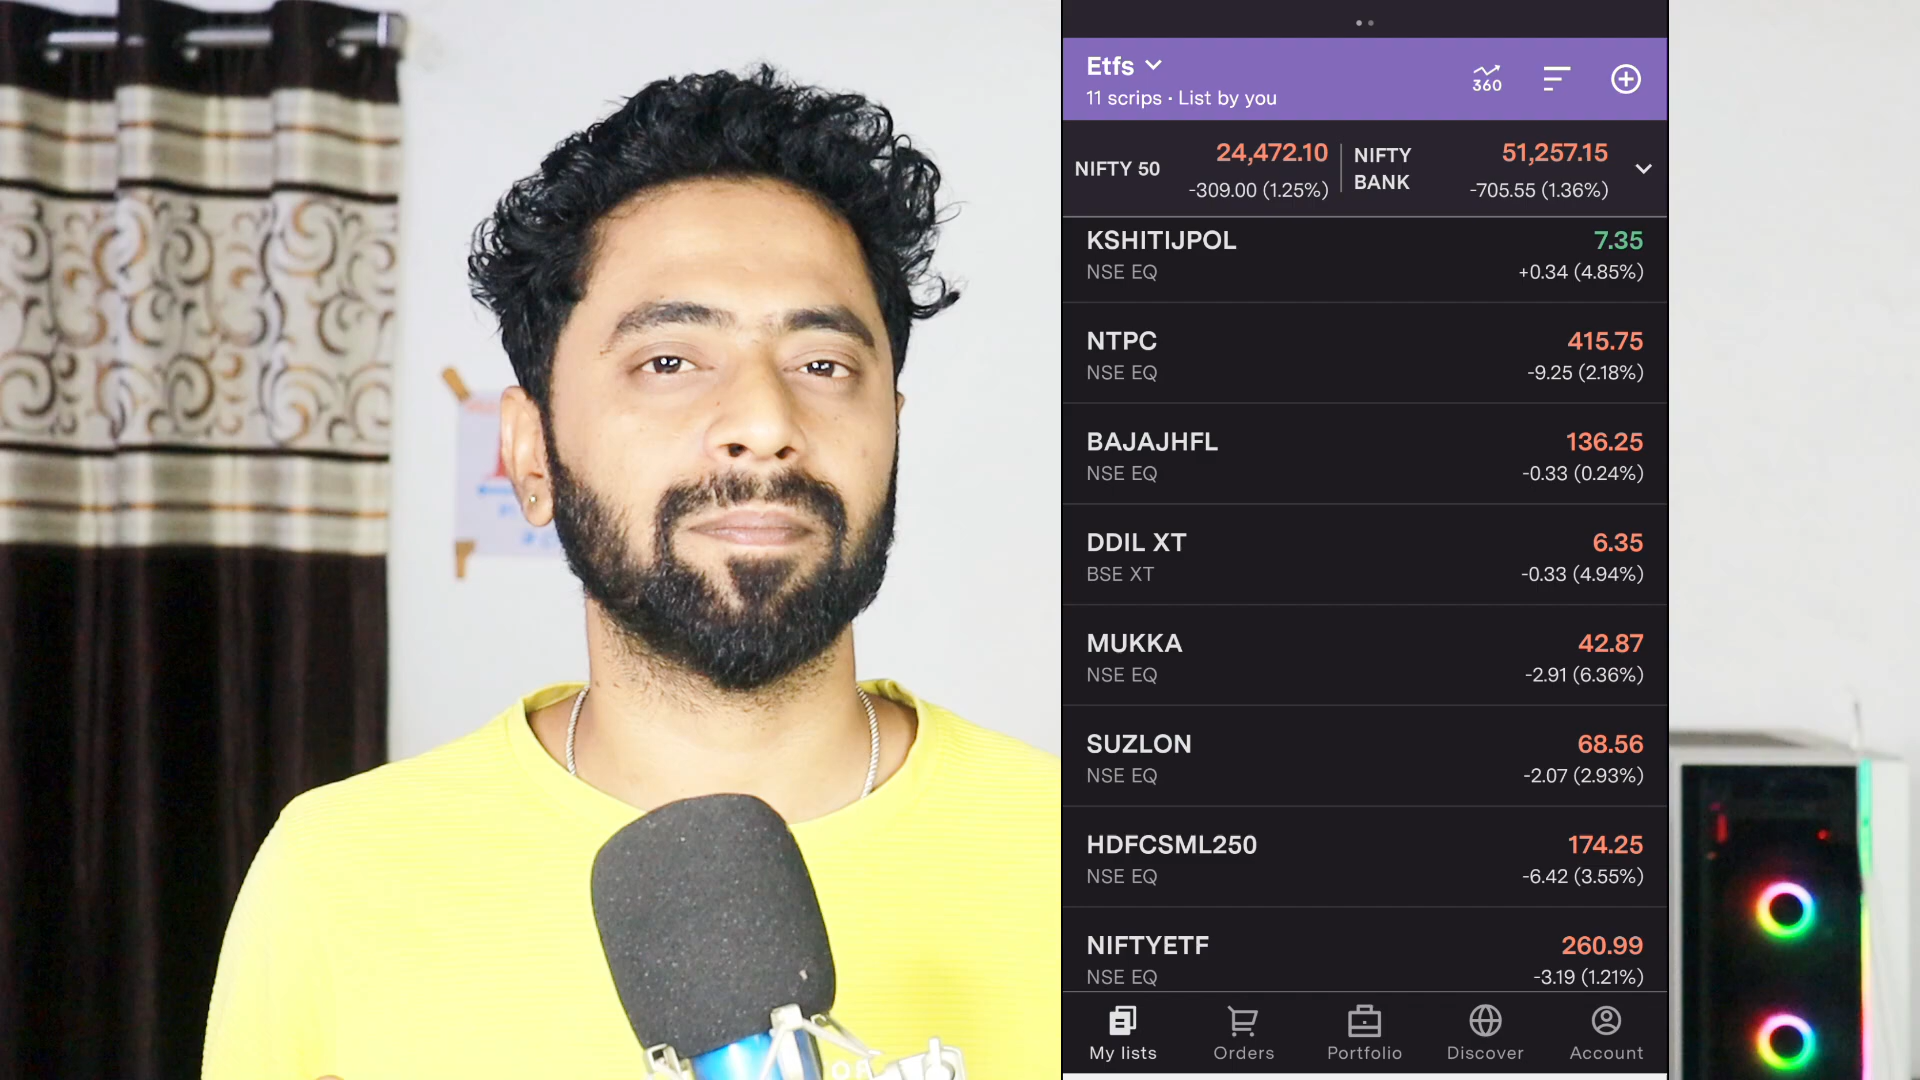 Etfs
11 scrips · List by you
360
NIFTY 50
24,472.10
-309.00 (1.25%)
NIFTY
BANK
51,257.15
-705.55 (1.36%)
KSHITIJPOL
7.35
NSE EQ
+0.34 (4.85%)
NTPC
415.75
NSE EQ
-9.25 (2.18%)
BAJAJHFL
136.25
NSE EQ
-0.33 (0.24%)
DDIL XT
6.35
BSE XT
-0.33 (4.94%)
MUKKA
42.87
NSE EQ
-2.91 (6.36%)
SUZLON
68.56
NSE EQ
-2.07 (2.93%)
HDFCSML250
174.25
NSE EQ
-6.42 (3.55%)
NIFTYETF
260.99
NSE EQ
-3.19 (1.21%)
My lists
Orders
Portfolio
Discover
Account